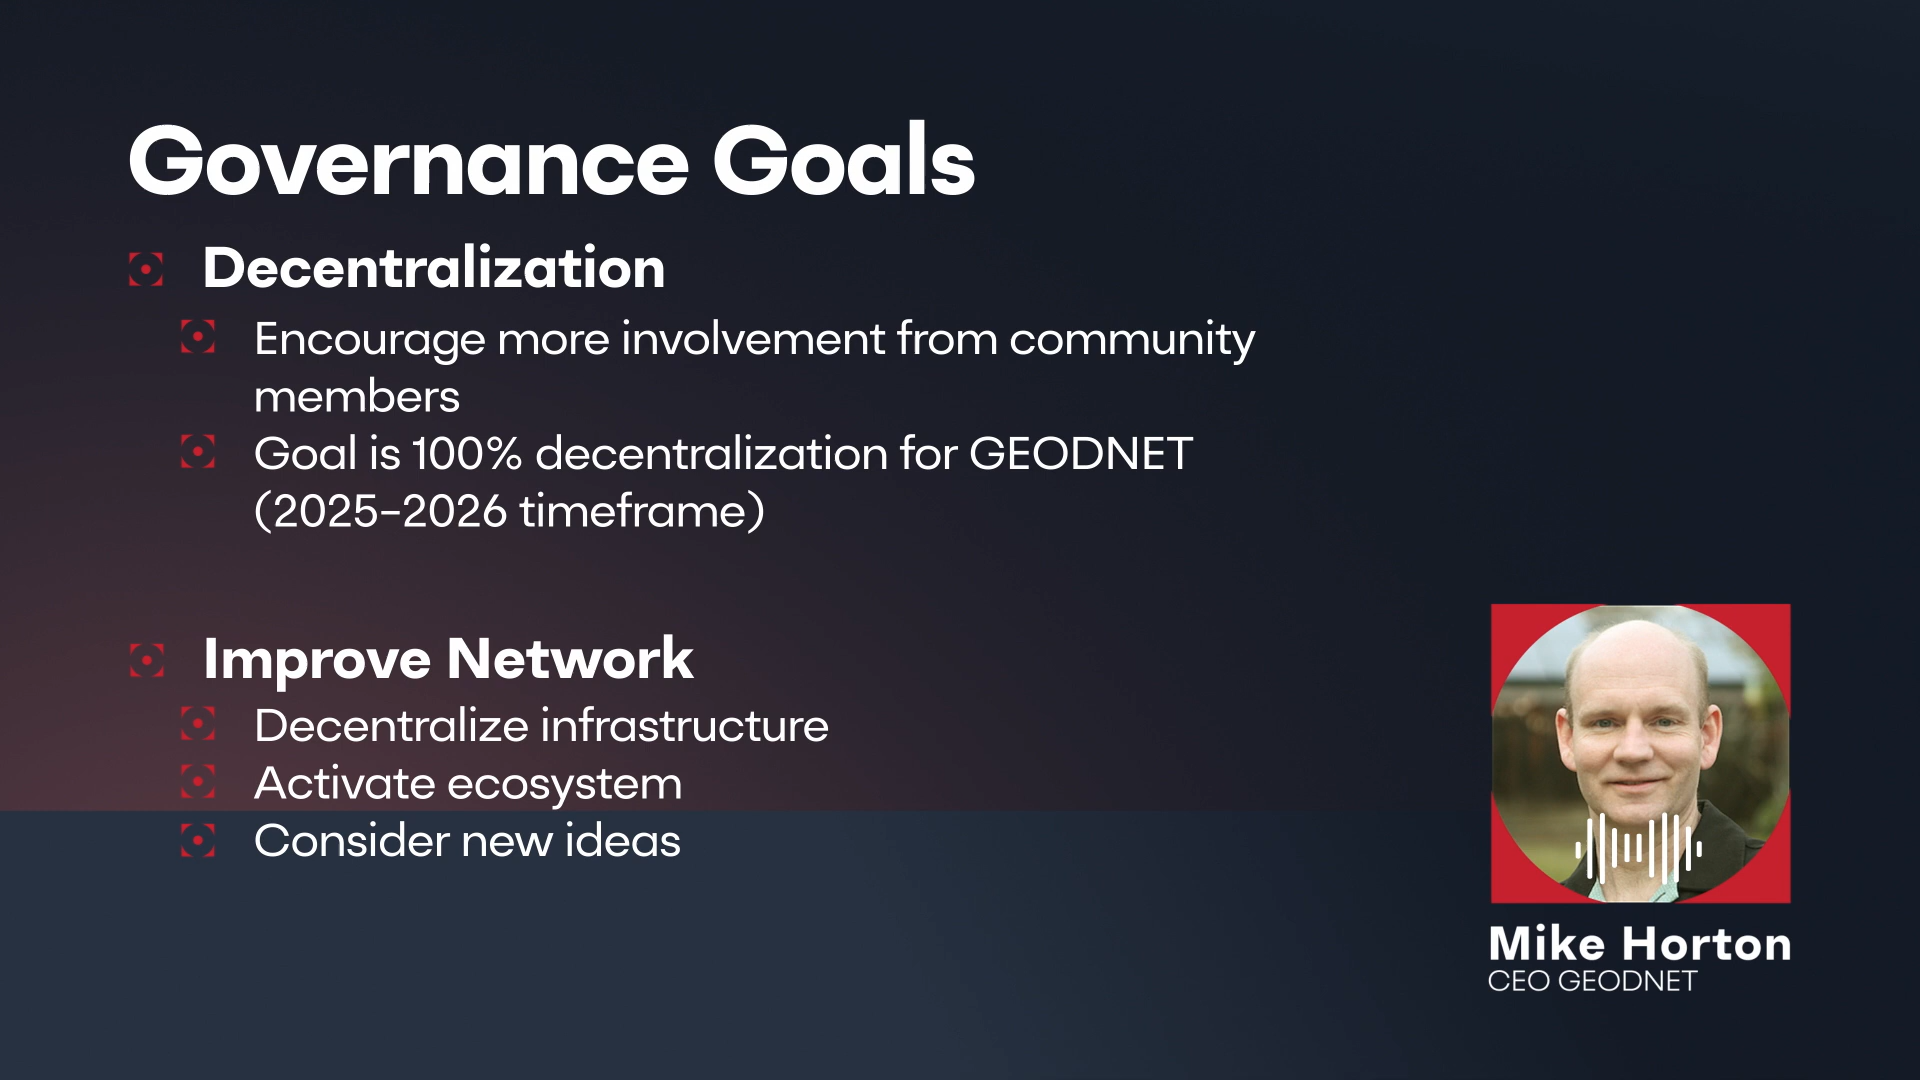 Governance Goals
Decentralization
Encourage more involvement from community
members
Goal is 100% decentralization for GEODNET
(2025-2026 timeframe)
Improve Network
Decentralize infrastructure
Activate ecosystem
Consider new ideas
Mike Horton
CEO GEODNET